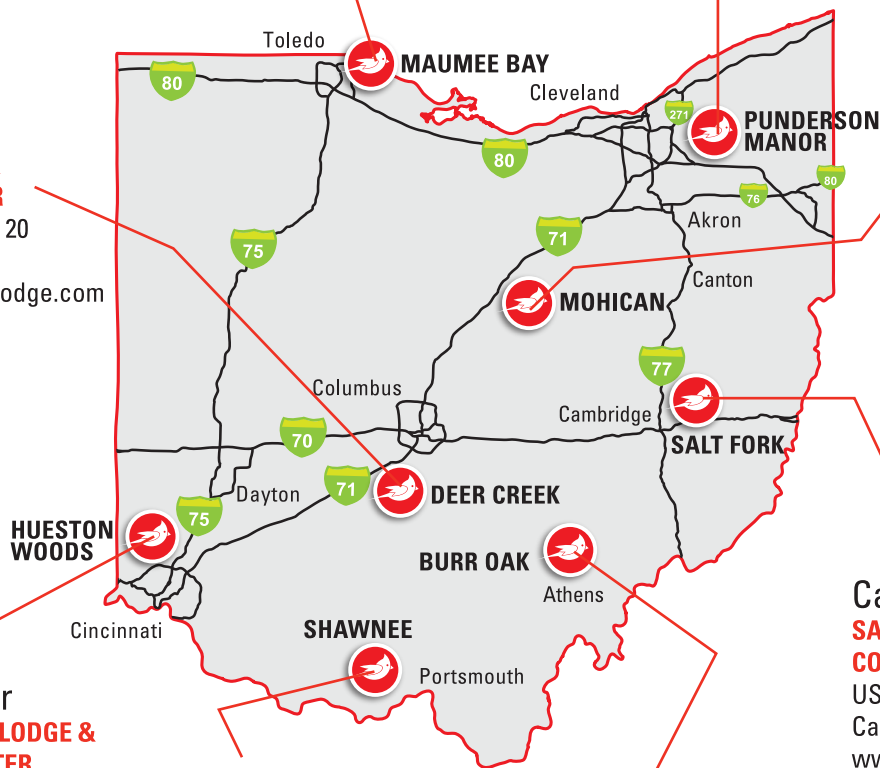 Toledo
MAUMEE BAY
80
Cleveland
271
PUNDERSON
MANOR
80
80
76
R
20
75
71
Akron
odge.com
Canton
MOHICAN
77
Columbus
Cambridge
70
SALT FORK
71
Dayton
DEER CREEK
75
HUESTON
WOODS
BURR OAK
Athens
Cincinnati
SHAWNEE
Portsmouth
Ca
SA
CO
US
Ca
ww
r
LODGE &
TER